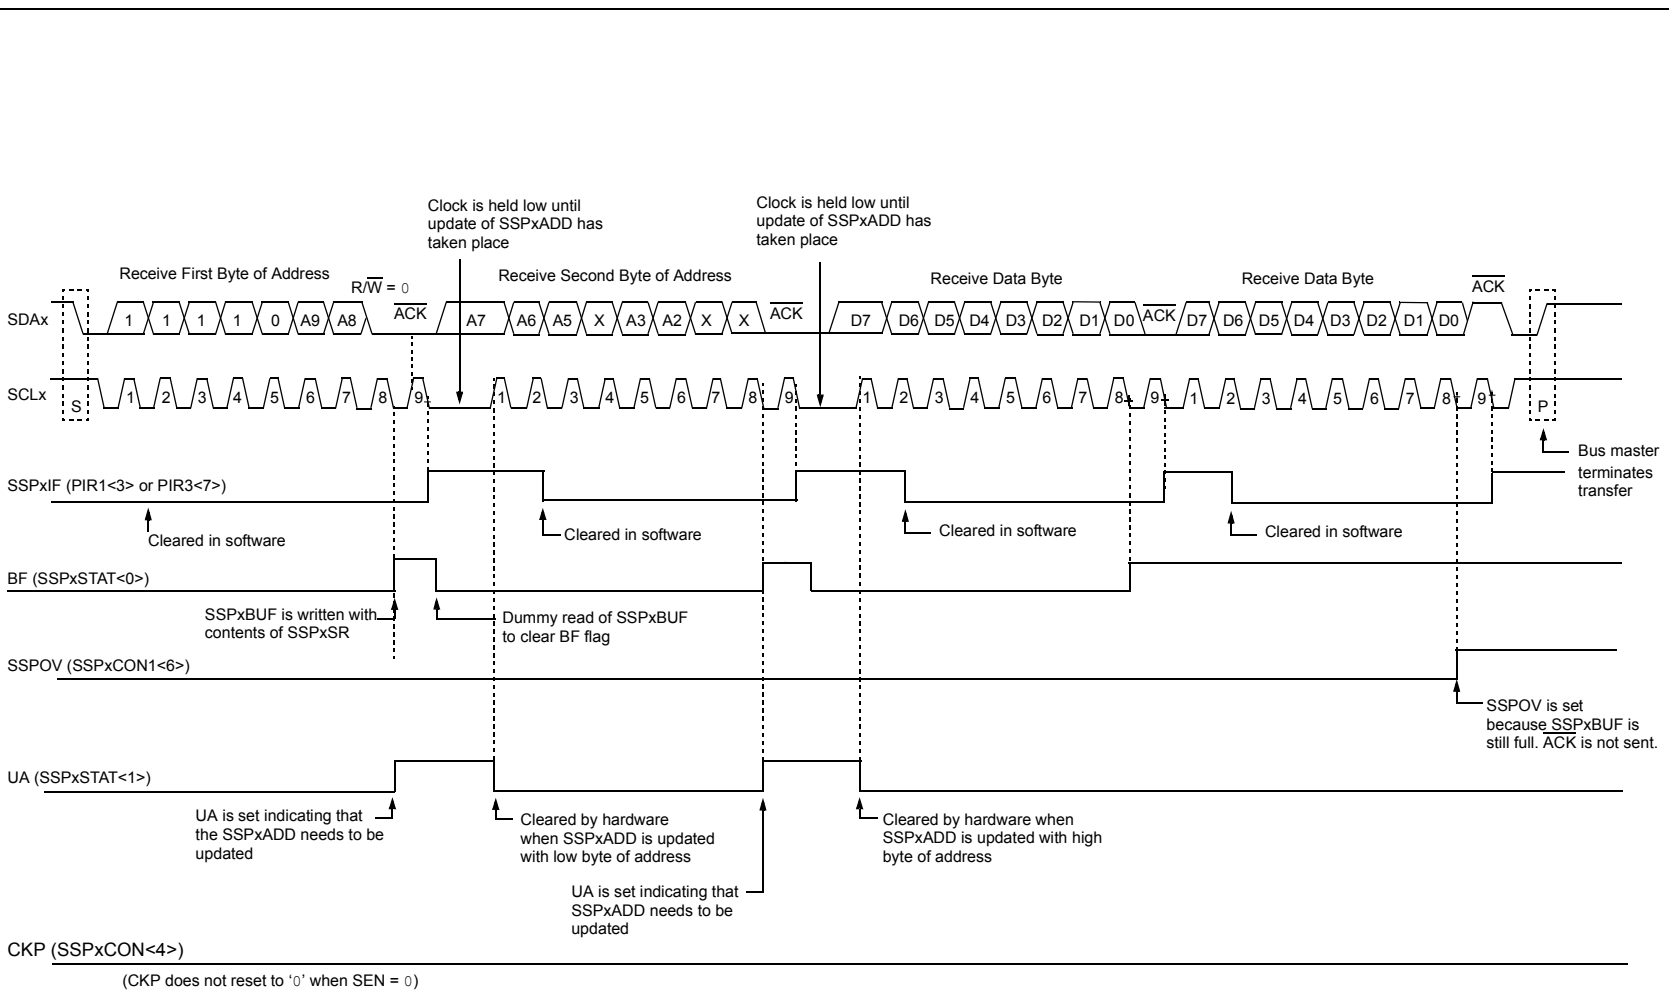 Clock is held low until
update of SSPxADD has
taken place
Clock is held low until
update of SSPxADD has
taken place
Receive First Byte of Address
R/W = 0
ACK
Receive Second Byte of Address
ACK
Receive Data Byte
ACK
Receive Data Byte
ACK
SDAx
1 1 1 1 0 A9 A8
A7 A6 A5 X A3 A2 X X
D7 D6 D5 D4 D3 D2 D1 D0
D7 D6 D5 D4 D3 D2 D1 D0
SCLx
S
1 2 3 4 5 6 7 8 9
1 2 3 4 5 6 7 8 9
1 2 3 4 5 6 7 8 9
1 2 3 4 5 6 7 8 9
P
Bus master
terminates
transfer
SSPxIF (PIR1<3> or PIR3<7>)
Cleared in software
Cleared in software
Cleared in software
Cleared in software
BF (SSPxSTAT<0>)
SSPxBUF is written with
contents of SSPxSR
Dummy read of SSPxBUF
to clear BF flag
SSPOV (SSPxCON1<6>)
SSPOV is set
because SSPxBUF is
still full. ACK is not sent.
UA (SSPxSTAT<1>)
UA is set indicating that
the SSPxADD needs to be
updated
Cleared by hardware
when SSPxADD is updated
with low byte of address
UA is set indicating that
SSPxADD needs to be
updated
Cleared by hardware when
SSPxADD is updated with high
byte of address
CKP (SSPxCON<4>)
(CKP does not reset to ‘0’ when SEN = 0)